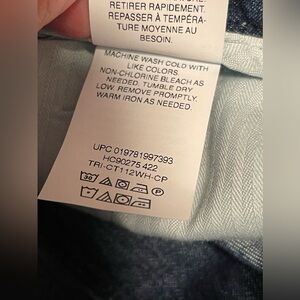 RETIRER RAPIDEMENT.
REPASSER À TEMPÉRA-
TURE MOYENNE AU
BESOIN.
MACHINE WASH COLD WITH
LIKE COLORS.
NON-CHLORINE BLEACH AS
NEEDED. TUMBLE DRY
LOW. REMOVE PROMPTLY.
WARM IRON AS NEEDED.
UPC 019781997393
HC90275 422
TRI-CT112WH-CP
30
P